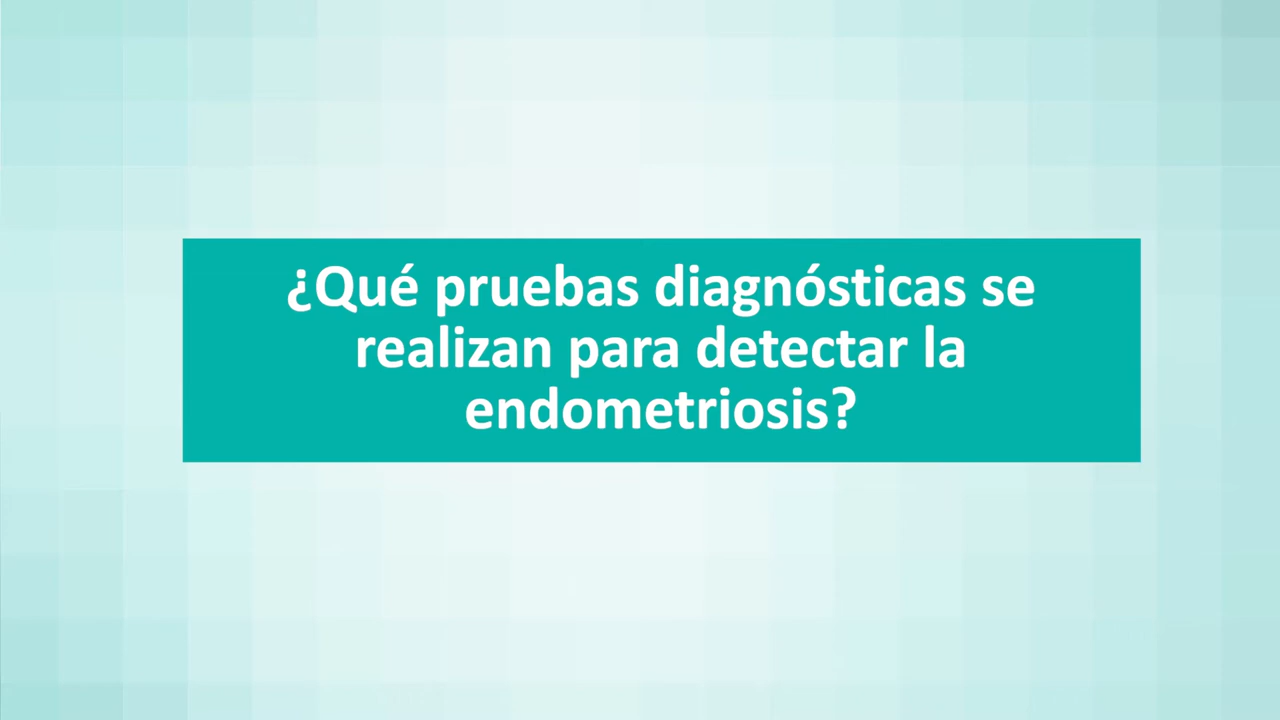 ¿Qué pruebas diagnósticas se
realizan para detectar la
endometriosis?